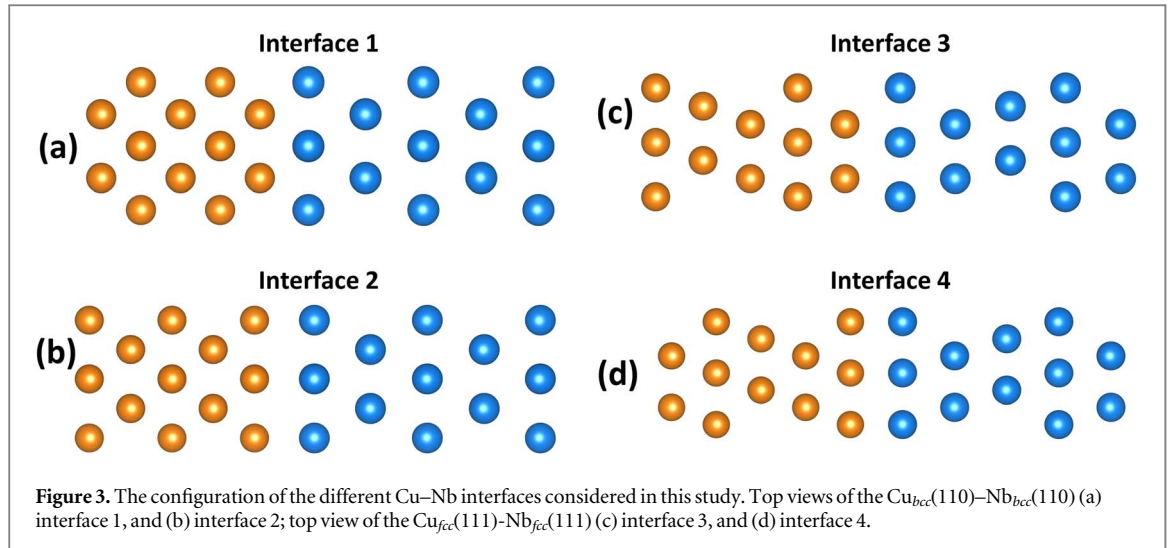 Interface 1
(a)
Interface 3
(c)
Interface 2
(b)
Interface 4
(d)
Figure 3. The configuration of the different Cu–Nb interfaces considered in this study. Top views of the Cubcc(110)–Nbbcc(110) (a)
interface 1, and (b) interface 2; top view of the Cufcc(111)-Nbfcc(111) (c) interface 3, and (d) interface 4.